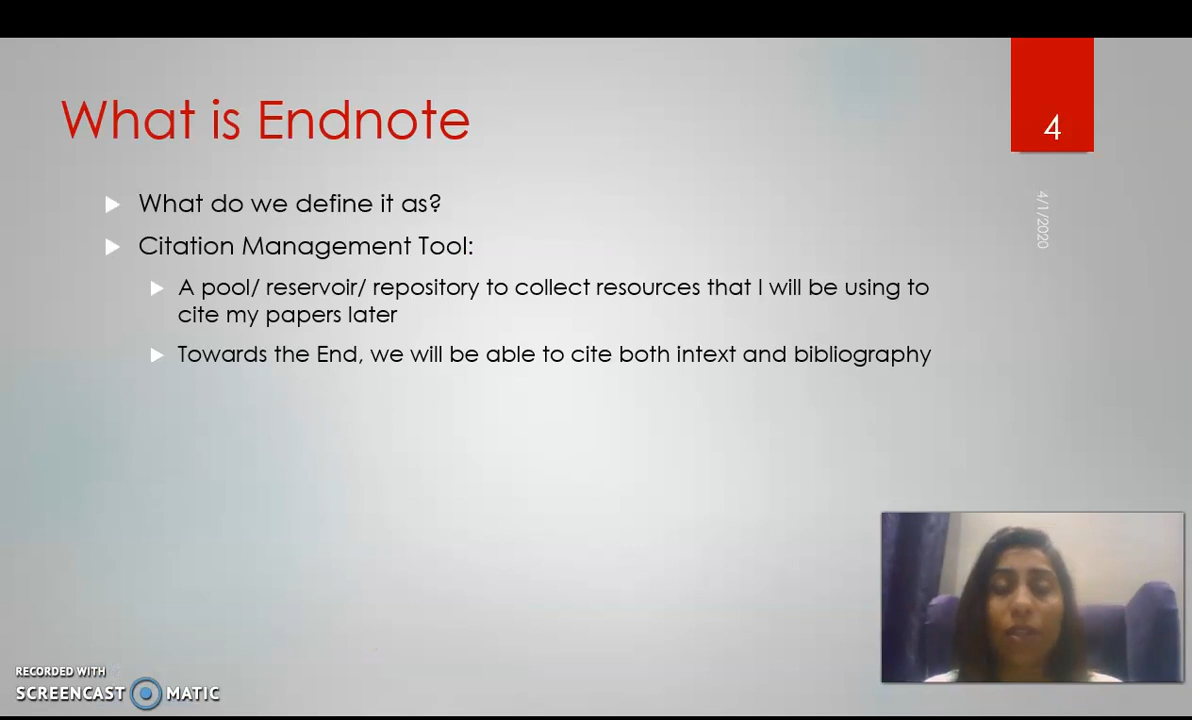 What is Endnote
4
4/1/2020
What do we define it as?
Citation Management Tool:
A pool/ reservoir/ repository to collect resources that I will be using to
cite my papers later
Towards the End, we will be able to cite both intext and bibliography
RECORDED WITH
SCREENCAST MATIC